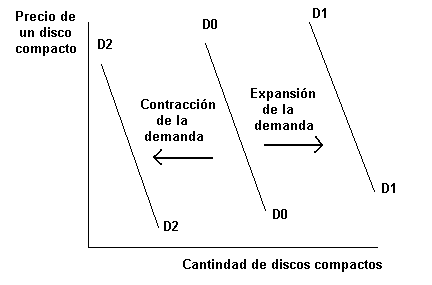 Precio de
un disco
compacto
D2
D0
D1
Contracción
de la
demanda
Expansión
de la
demanda
D2
D0
D1
Cantindad de discos compactos